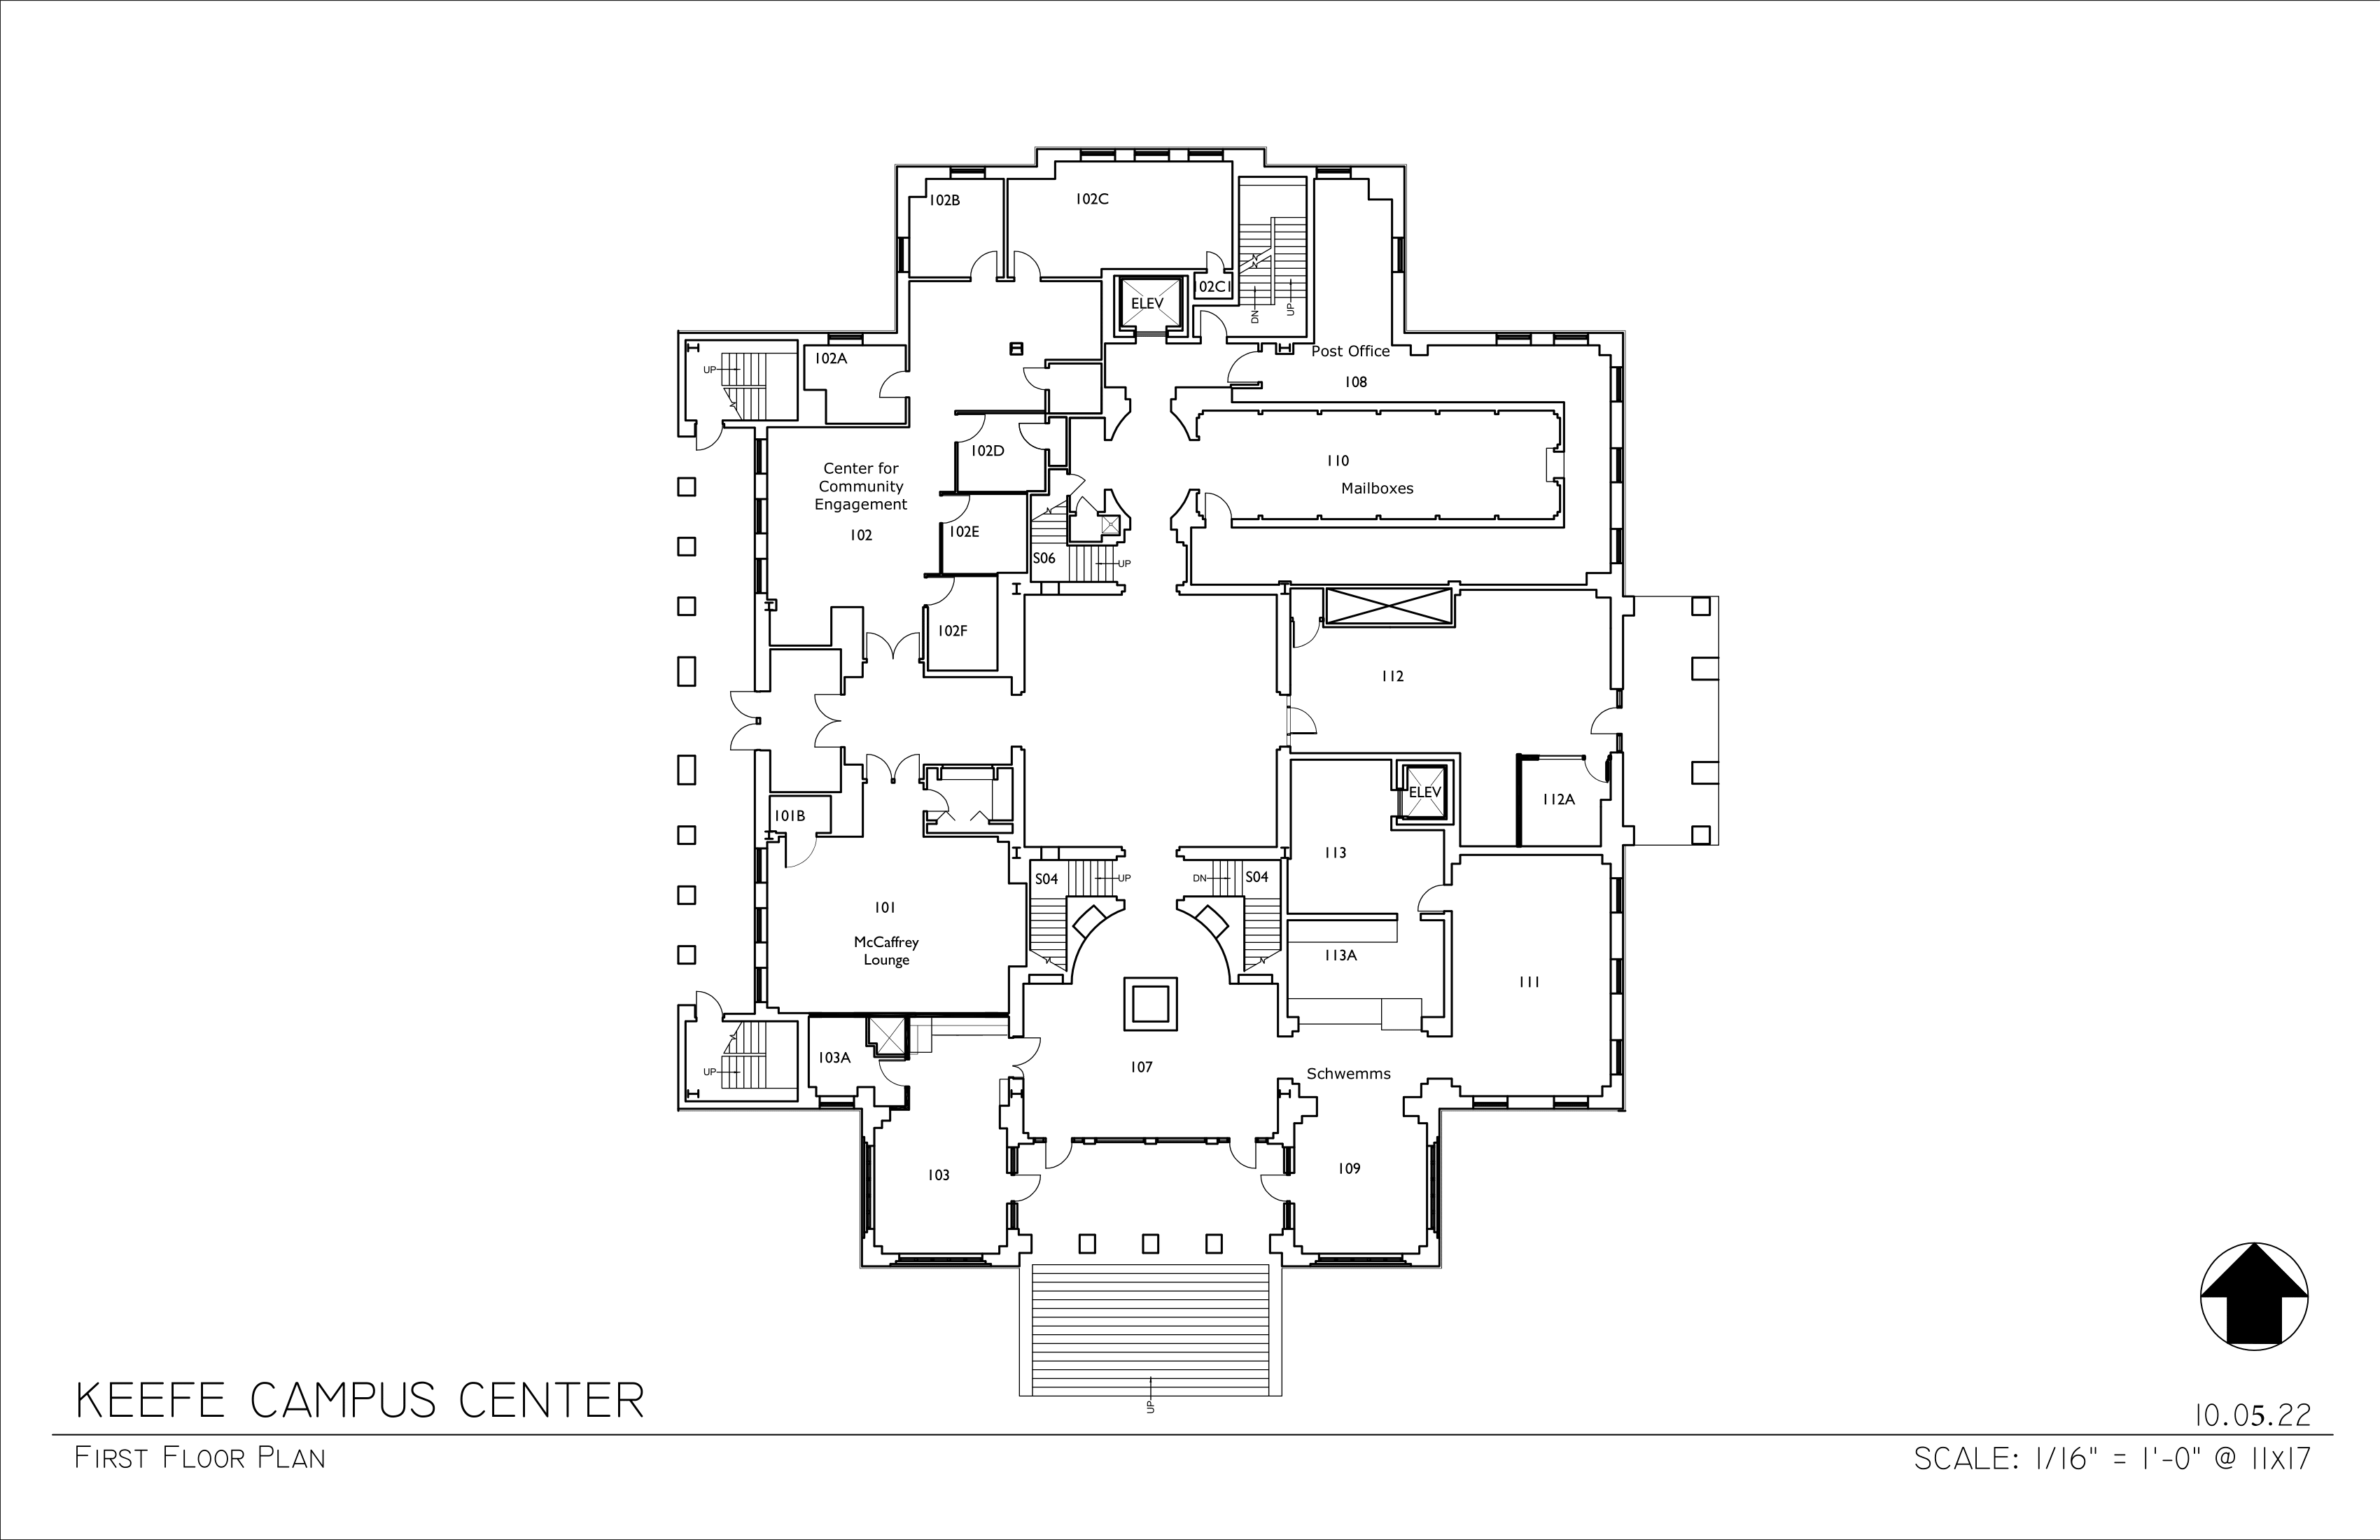 102B
102C
ELEV
102C1
DN
UP
UP
102A
Post Office
108
Center for
Community
Engagement
102
102D
110
Mailboxes
102E
S06
UP
102F
112
ELEV
112A
101B
113
S04
UP
DN
S04
101
McCaffrey
Lounge
113A
111
103A
UP
107
Schwemms
103
109
UP
KEEFE CAMPUS CENTER
10.05.22
FIRST FLOOR PLAN
SCALE: 1/16" = 1'-0" @ 11x17